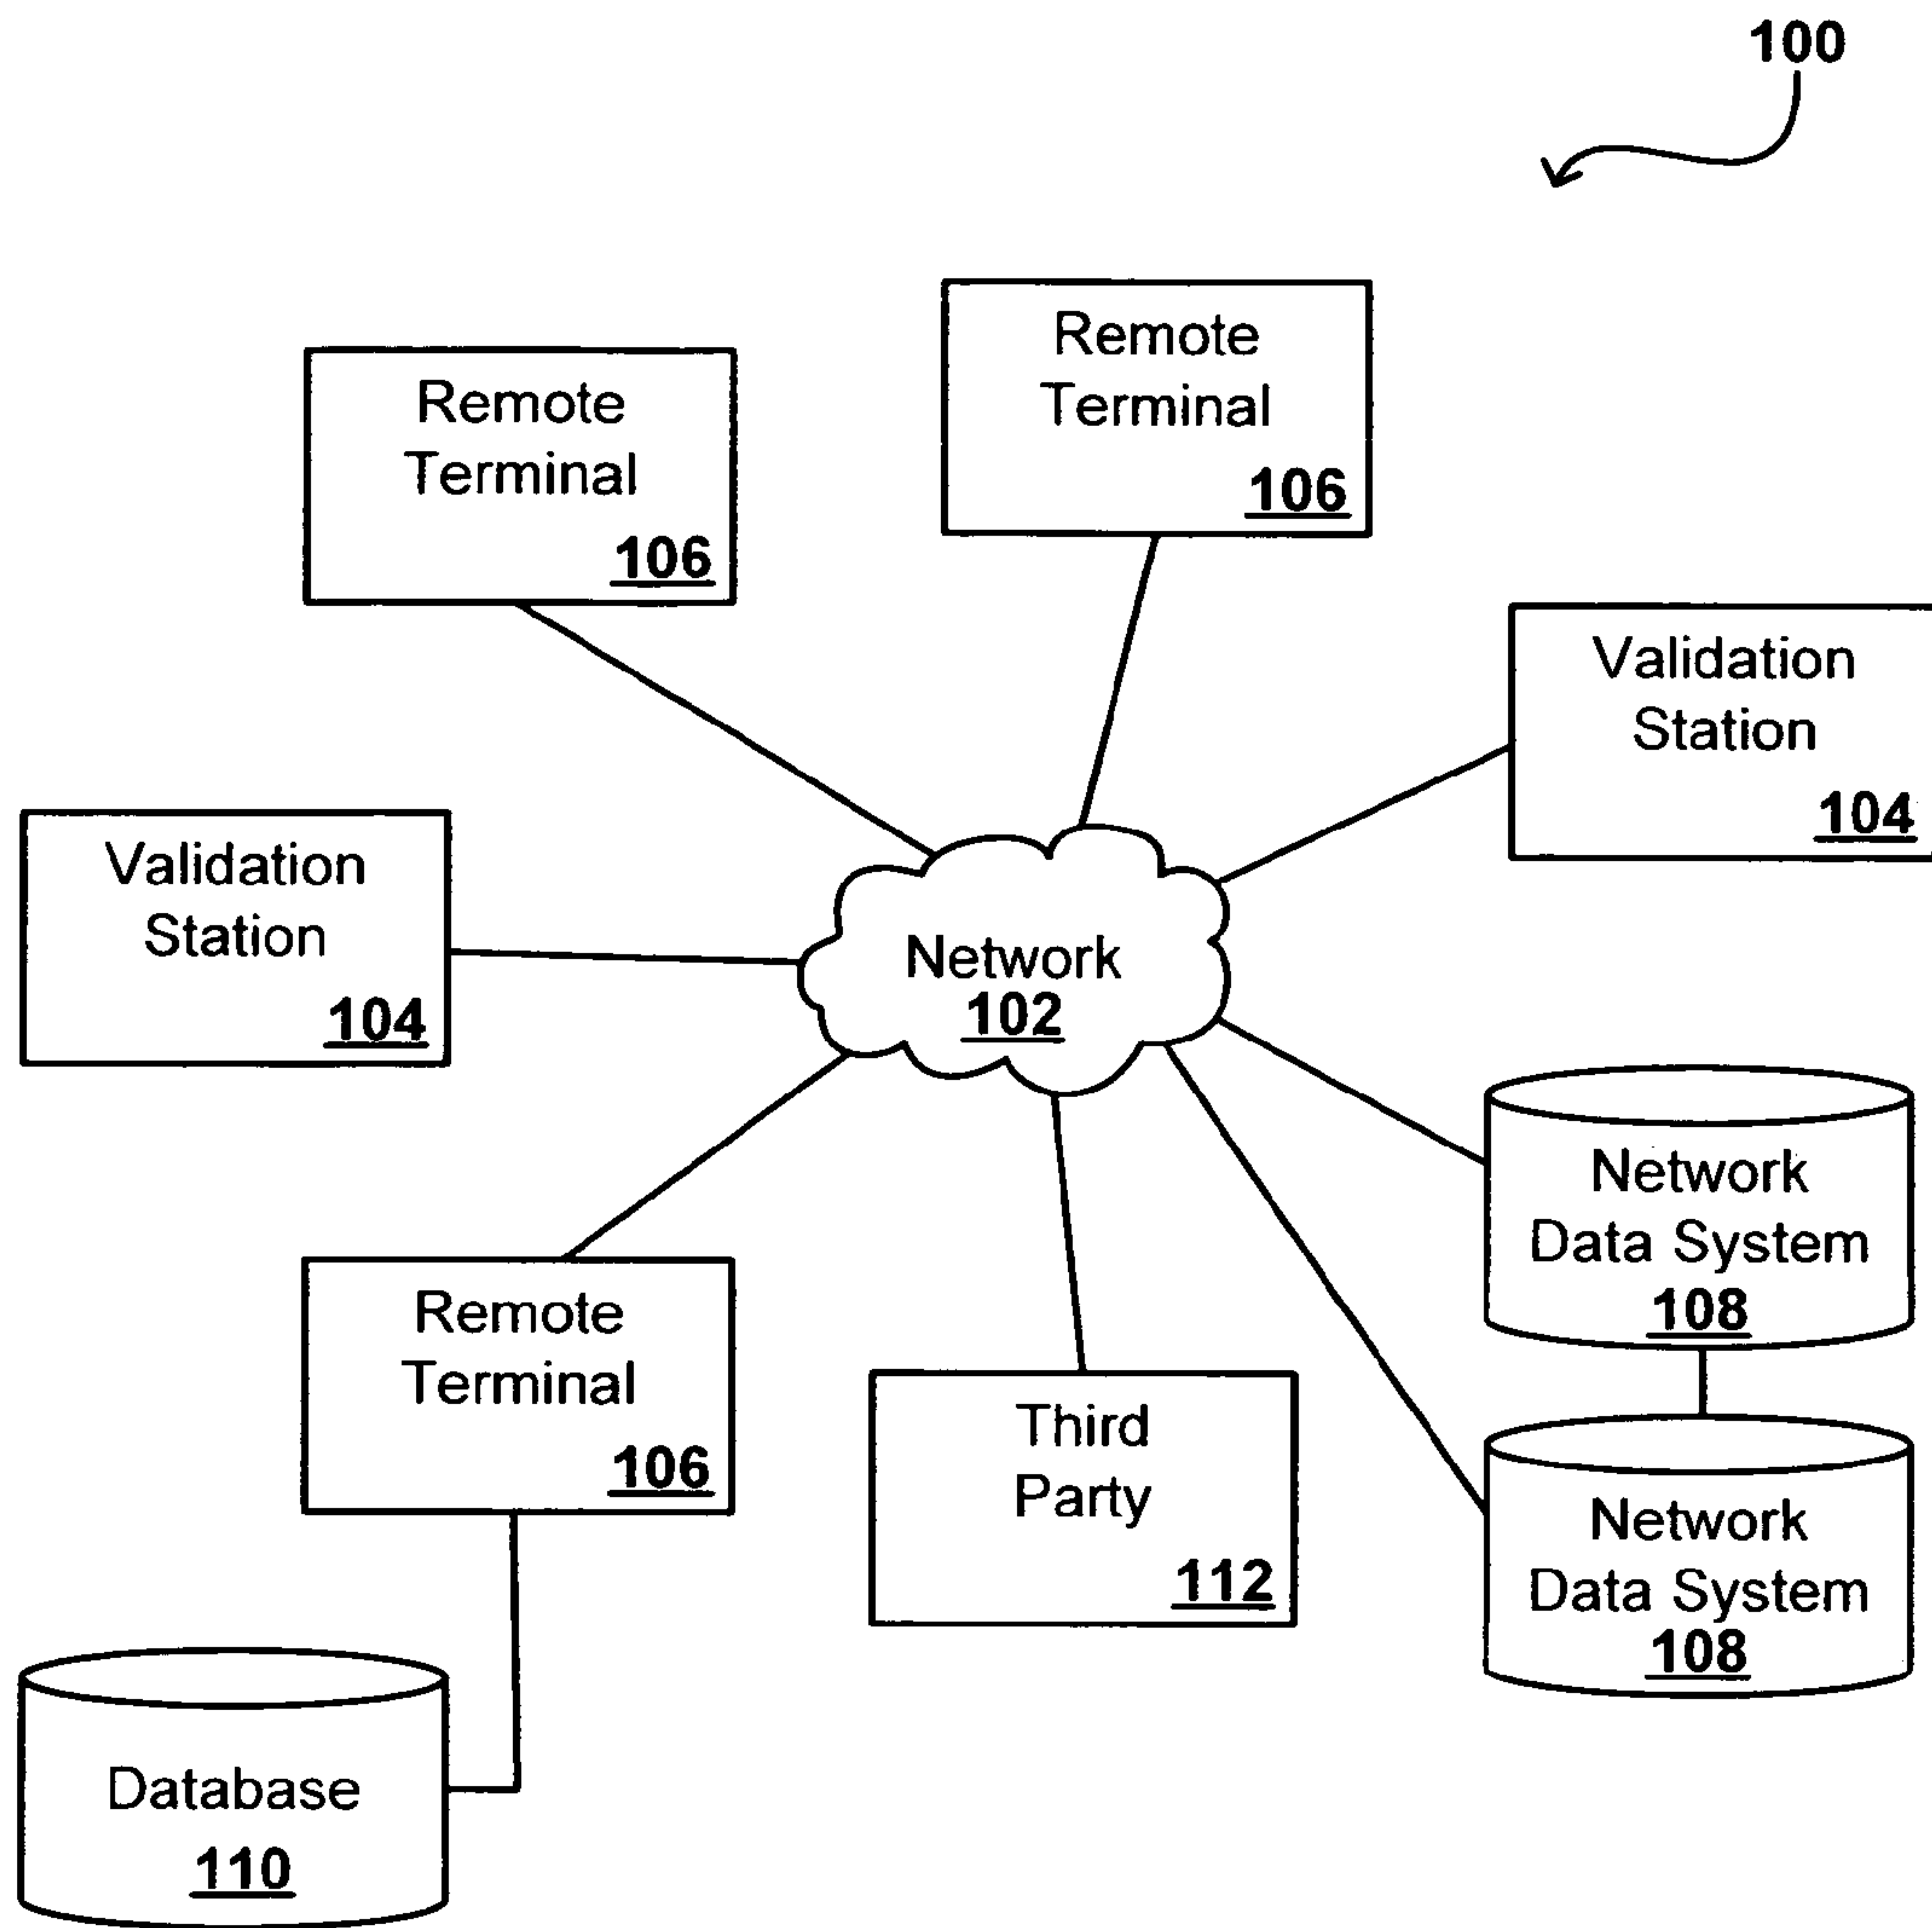 100
Remote
Terminal
106
Remote
Terminal
106
Validation
Station
104
Validation
Station
104
Network
102
Network
Data System
108
Remote
Terminal
106
Third
Party
112
Network
Data System
108
Database
110